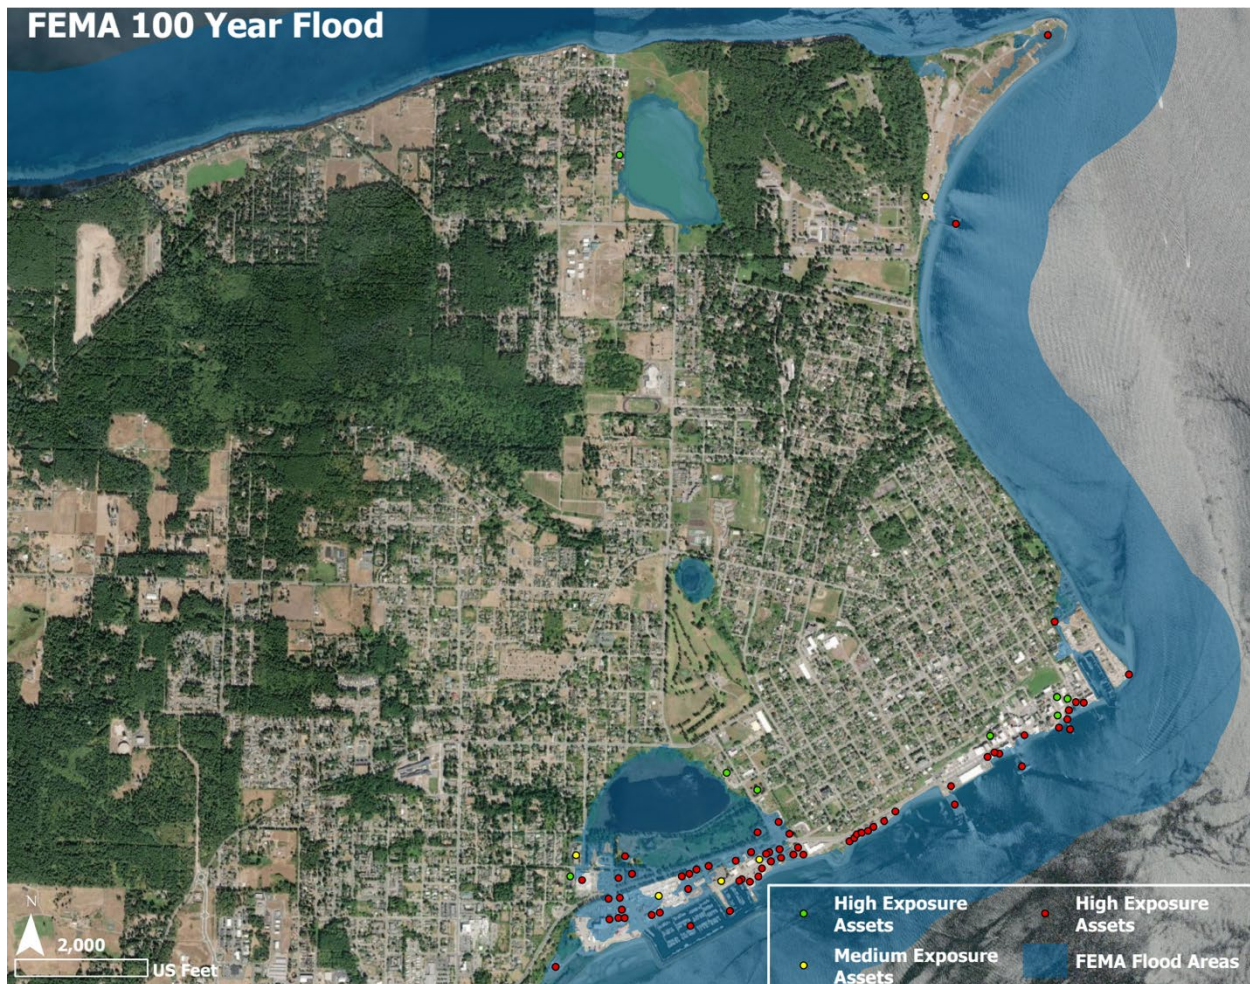 FEMA 100 Year Flood
N
2,000
US Feet
High Exposure
Assets
Medium Exposure
Assets
High Exposure
Assets
FEMA Flood Areas